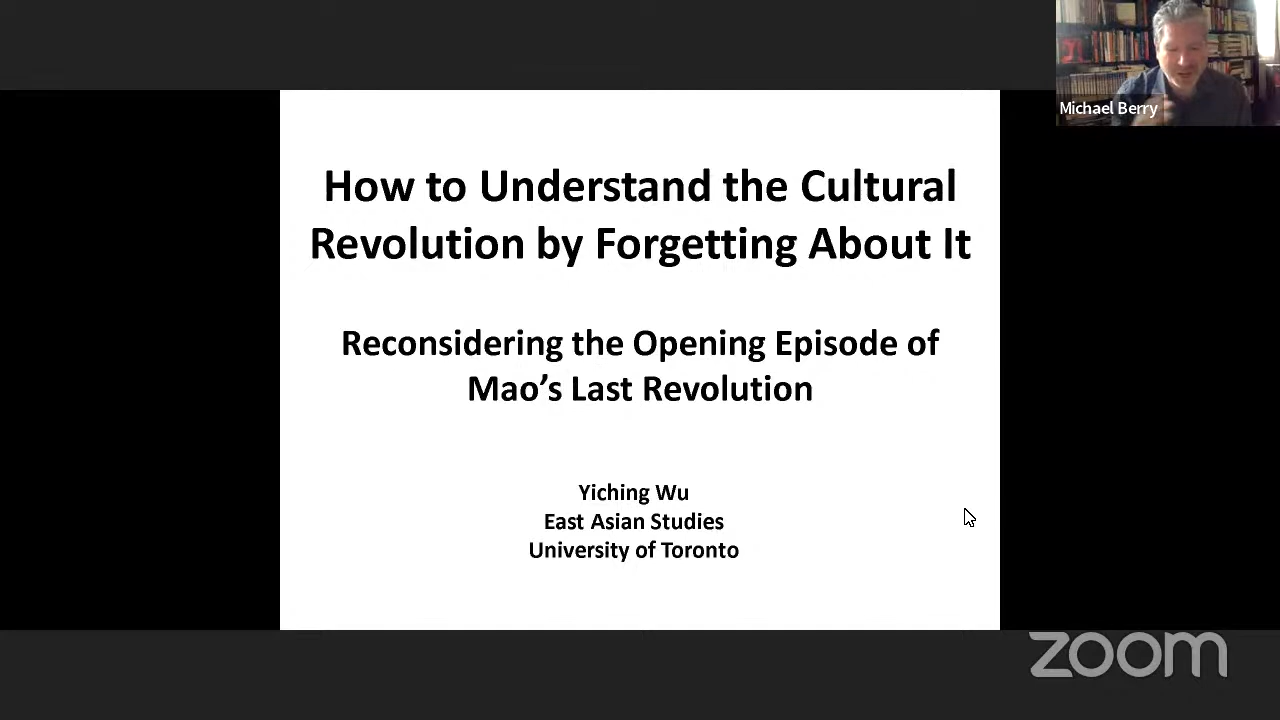 Michael Berry
How to Understand the Cultural
Revolution by Forgetting About It
Reconsidering the Opening Episode of
Mao’s Last Revolution
Yiching Wu
East Asian Studies
University of Toronto
zoom